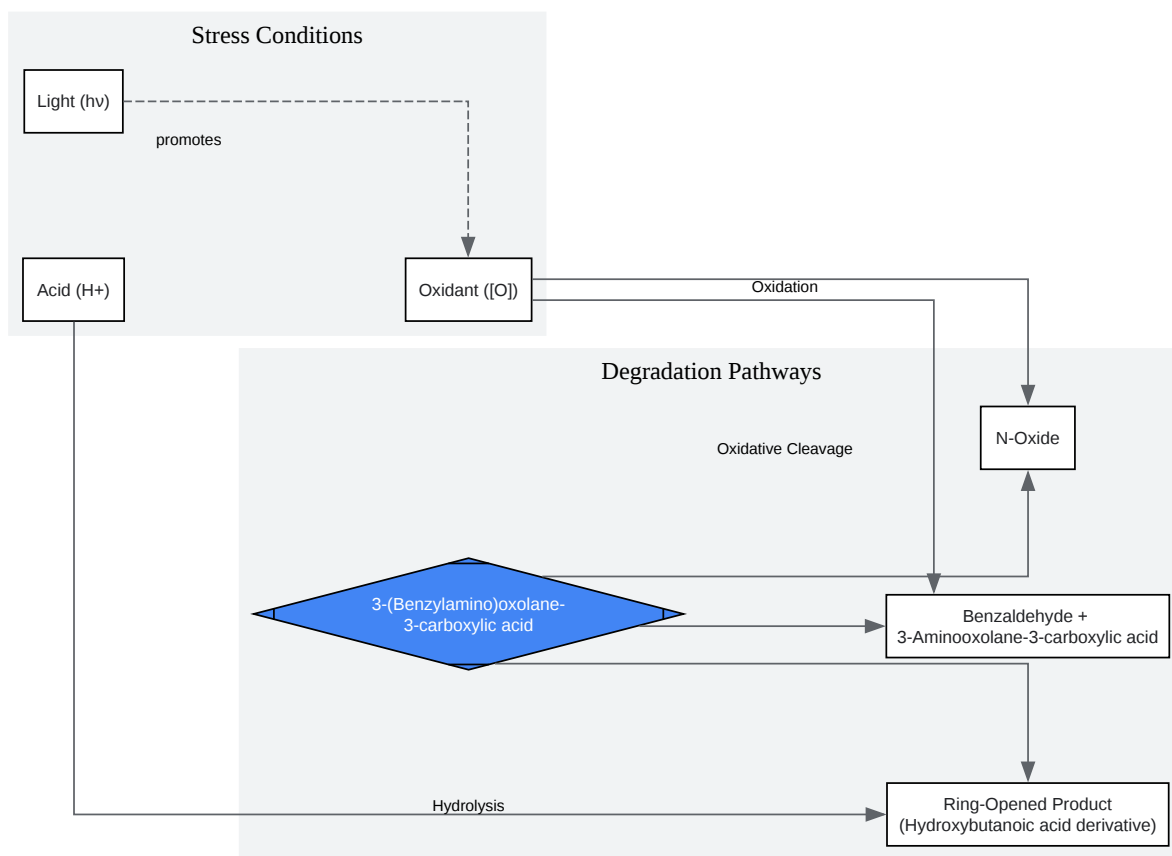 Stress Conditions
Light (hν)
promotes
Acid (H+)
Oxidant ([O])
Oxidation
Degradation Pathways
N-Oxide
Oxidative Cleavage
3-(Benzylamino)oxolane-
3-carboxylic acid
Benzaldehyde +
3-Aminooxolane-3-carboxylic acid
Hydrolysis
Ring-Opened Product
(Hydroxybutanoic acid derivative)